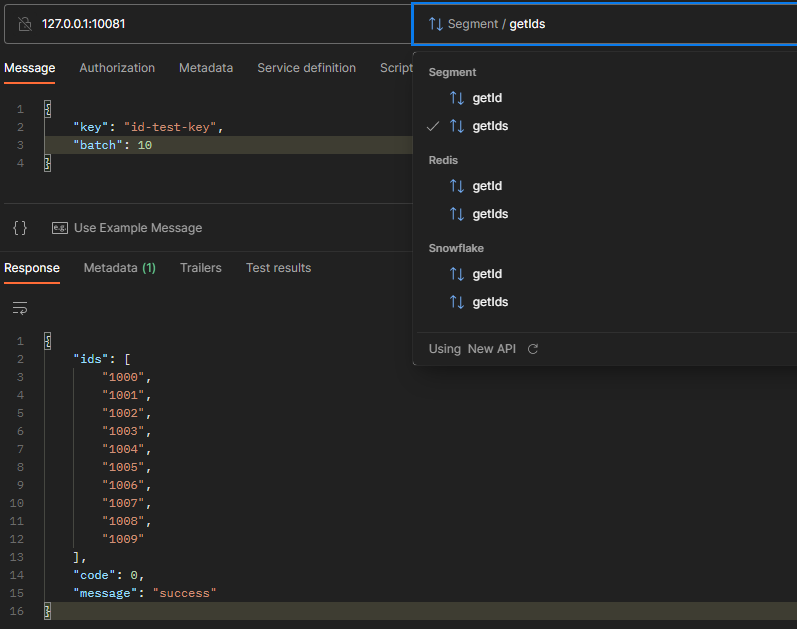 127.0.0.1:10081
Segment / getIds
Message Authorization Metadata Service definition Script
1 {
2 "key": "id-test-key",
3 "batch": 10
4 }
Segment
getId
getIds
Redis
getId
getIds
Snowflake
getId
getIds
Using New API
{} e.g. Use Example Message
Response Metadata (1) Trailers Test results
1 {
2 "ids": [
3 "1000",
4 "1001",
5 "1002",
6 "1003",
7 "1004",
8 "1005",
9 "1006",
10 "1007",
11 "1008",
12 "1009"
13 ],
14 "code": 0,
15 "message": "success"
16 }